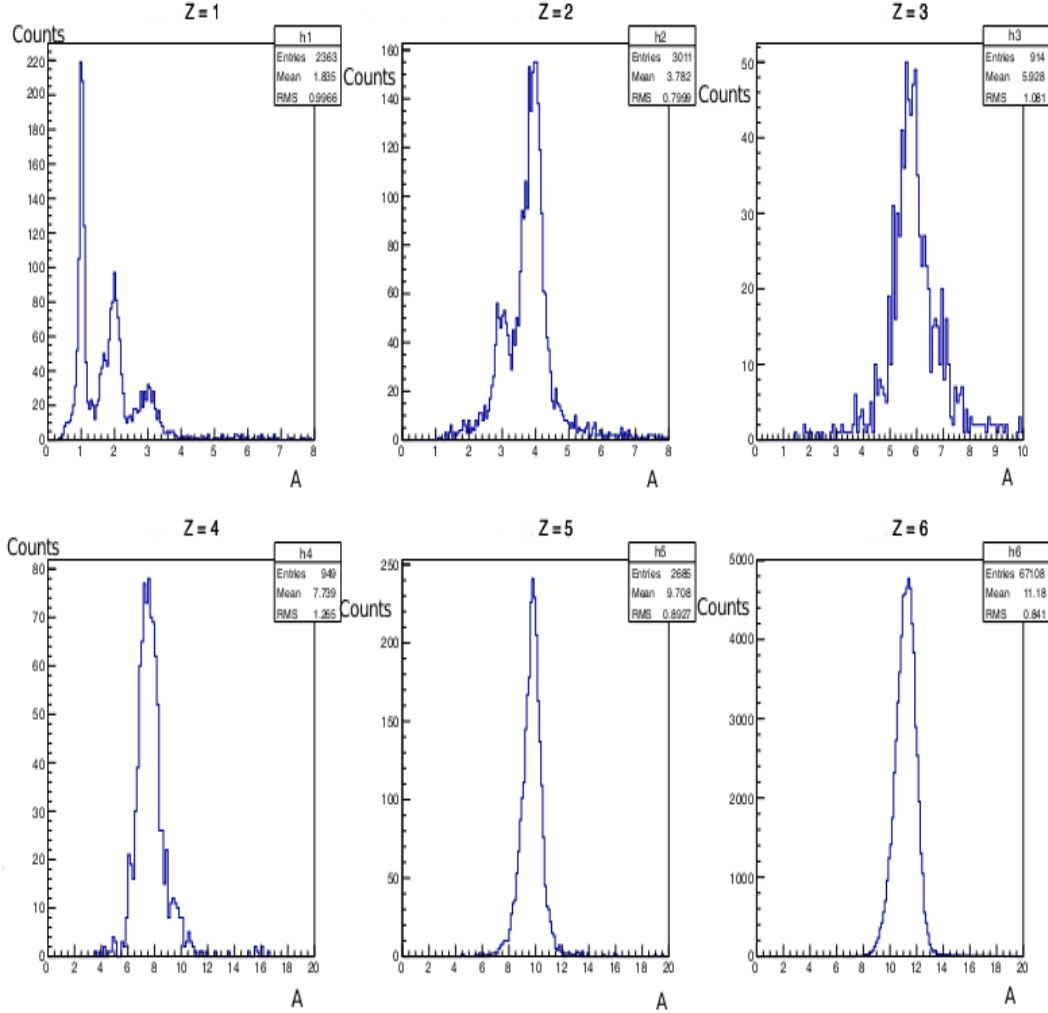 Z = 1
Counts
h1
Entries 2363
Mean 1.835
RMS 0.9966
220
200
180
160
140
120
100
80
60
40
20
0
0 1 2 3 4 5 6 7 8
A
Z = 2
Counts
h2
Entries 3011
Mean 3.782
RMS 0.7999
160
140
120
100
80
60
40
20
0
0 1 2 3 4 5 6 7 8
A
Z = 3
Counts
h3
Entries 914
Mean 5.928
RMS 1.081
50
40
30
20
10
0
0 1 2 3 4 5 6 7 8 9 10
A
Z = 4
Counts
h4
Entries 949
Mean 7.739
RMS 1.265
80
70
60
50
40
30
20
10
0
0 2 4 6 8 10 12 14 16 18 20
A
Z = 5
Counts
h5
Entries 2685
Mean 9.708
RMS 0.8927
250
200
150
100
50
0
0 2 4 6 8 10 12 14 16 18 20
A
Z = 6
Counts
h6
Entries 67108
Mean 11.18
RMS 0.841
5000
4000
3000
2000
1000
0
0 2 4 6 8 10 12 14 16 18 20
A